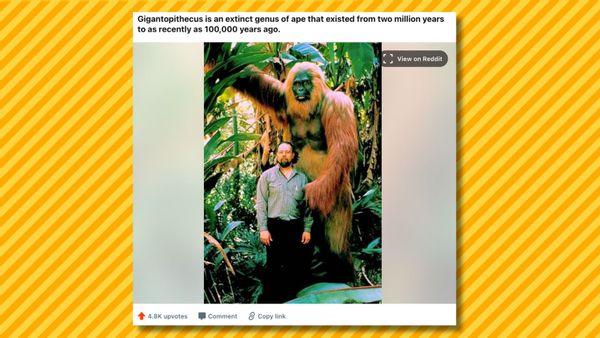 Gigantopithecus is an extinct genus of ape that existed from two million years
to as recently as 100,000 years ago.
View on Reddit
4.8K upvotes
Comment
Copy link